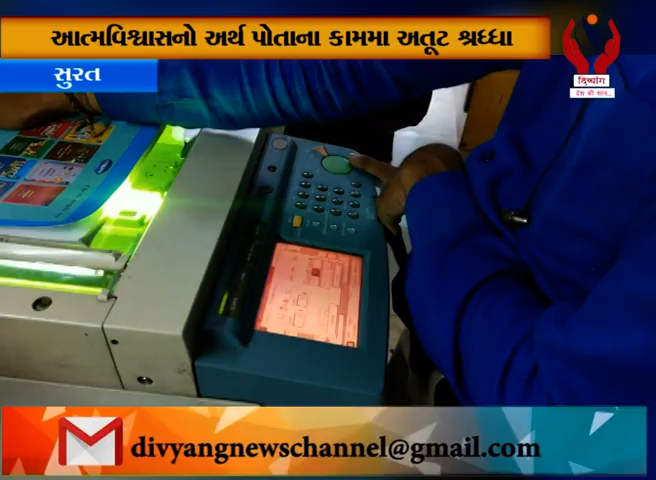 આત્મવિશ્વાસનો અર્થ પોતાના કામમા અતૂટ શ્રધ્ધા
સુરત
दिव्यांग
देश की शान..
divyangnewschannel@gmail.com